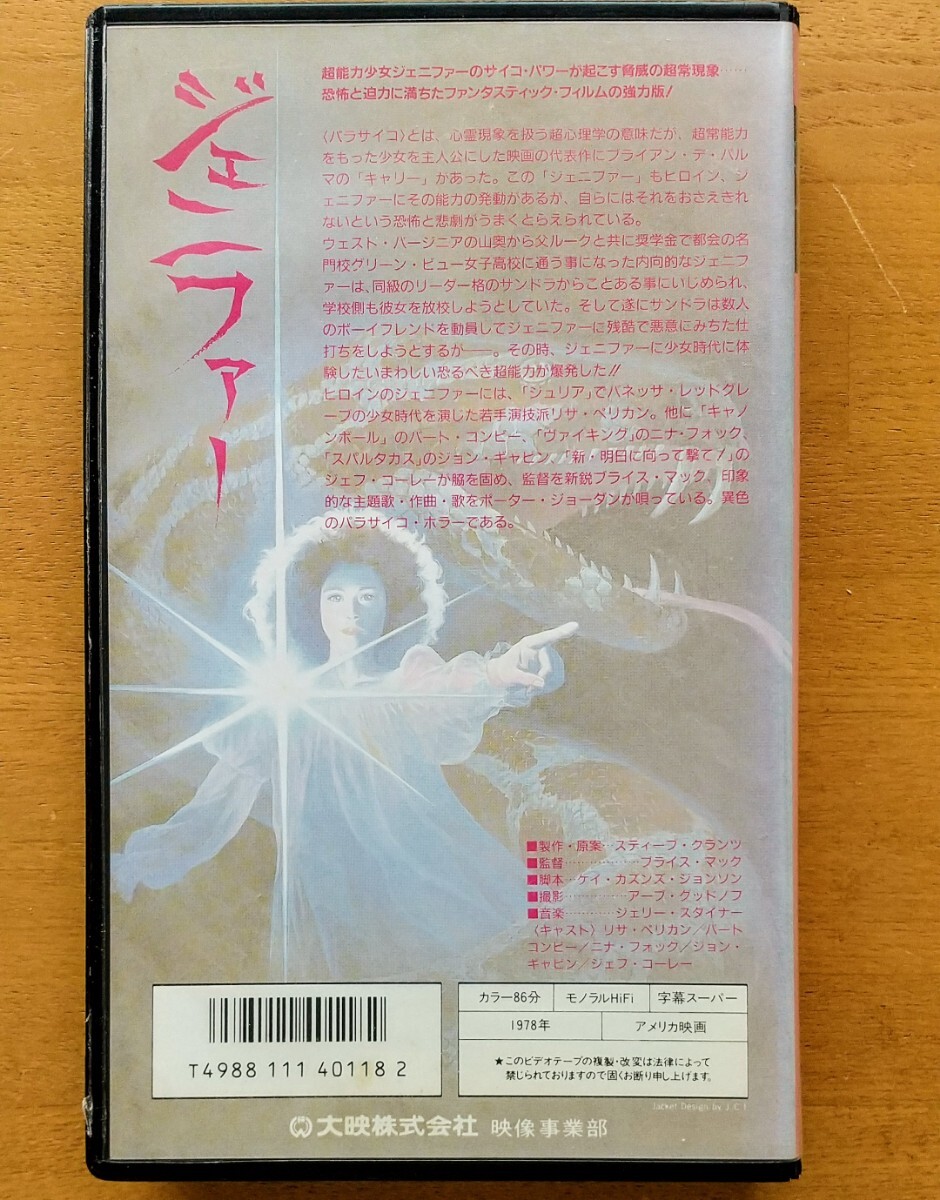 ジェニファー
超能力少女ジェニファーのサイコ・パワーが起こす脅威の超常現象……
恐怖と迫力に満ちたファンタスティック・フィルムの強力版!
〈パラサイコ〉とは、心霊現象を扱う超心理学の意味だが、超常能力
をもった少女を主人公にした映画の代表作にブライアン・デ・パル
マの「キャリー」があった。この「ジェニファー」もヒロイン、ジ
ェニファーにその能力の発動があるが、自らにはそれをおさえきれ
ないという恐怖と悲劇がうまくとらえられている。
ウェスト・バージニアの山奥から父ルークと共に奨学金で都会の名
門校グリーン・ビュー女子高校に通う事になった内向的なジェニフ
ァーは、同級のリーダー格のサンドラからことある事にいじめられ、
学校側も彼女を放校しようとしていた。そして遂にサンドラは数人
のボーイフレンドを動員してジェニファーに残酷で悪意にみちた仕
打ちをしようとするが——。その時、ジェニファーに少女時代に体
験したいまわしい恐るべき超能力が爆発した!!
ヒロインのジェニファーには、「ジュリア」でバネッサ・レッドグレ
ーブの少女時代を演じた若手演技派リサ・ペリカン。他に「キャノ
ンボール」のバート・コンビー、「ヴァイキング」のニナ・フォック、
「スパルタカス」のジョン・ギャビン、「新・明日に向って撃て!」の
ジェフ・コーレーが脇を固め、監督を新鋭ブライス・マック、印象
的な主題歌・作曲・歌をポーター・ジョーダンが唄っている。異色
のパラサイコ・ホラーである。
■製作・原案…スティーブ・クランツ
■監督………………ブライス・マック
■脚本…ケイ・カズンズ・ジョンソン
■撮影……………アーブ・グッドノフ
■音楽…………ジェリー・スタイナー
〈キャスト〉リサ・ペリカン/バート
コンビー/ニナ・フォック/ジョン・
ギャビン/ジェフ・コーレー
T4988 111 40118 2
カラー86分 モノラルHiFi 字幕スーパー
1978年 アメリカ映画
★このビデオテープの複製・改変は法律によって
禁じられておりますので固くお断り申し上げます。
Jacket Design by J.C.I
大映株式会社 映像事業部